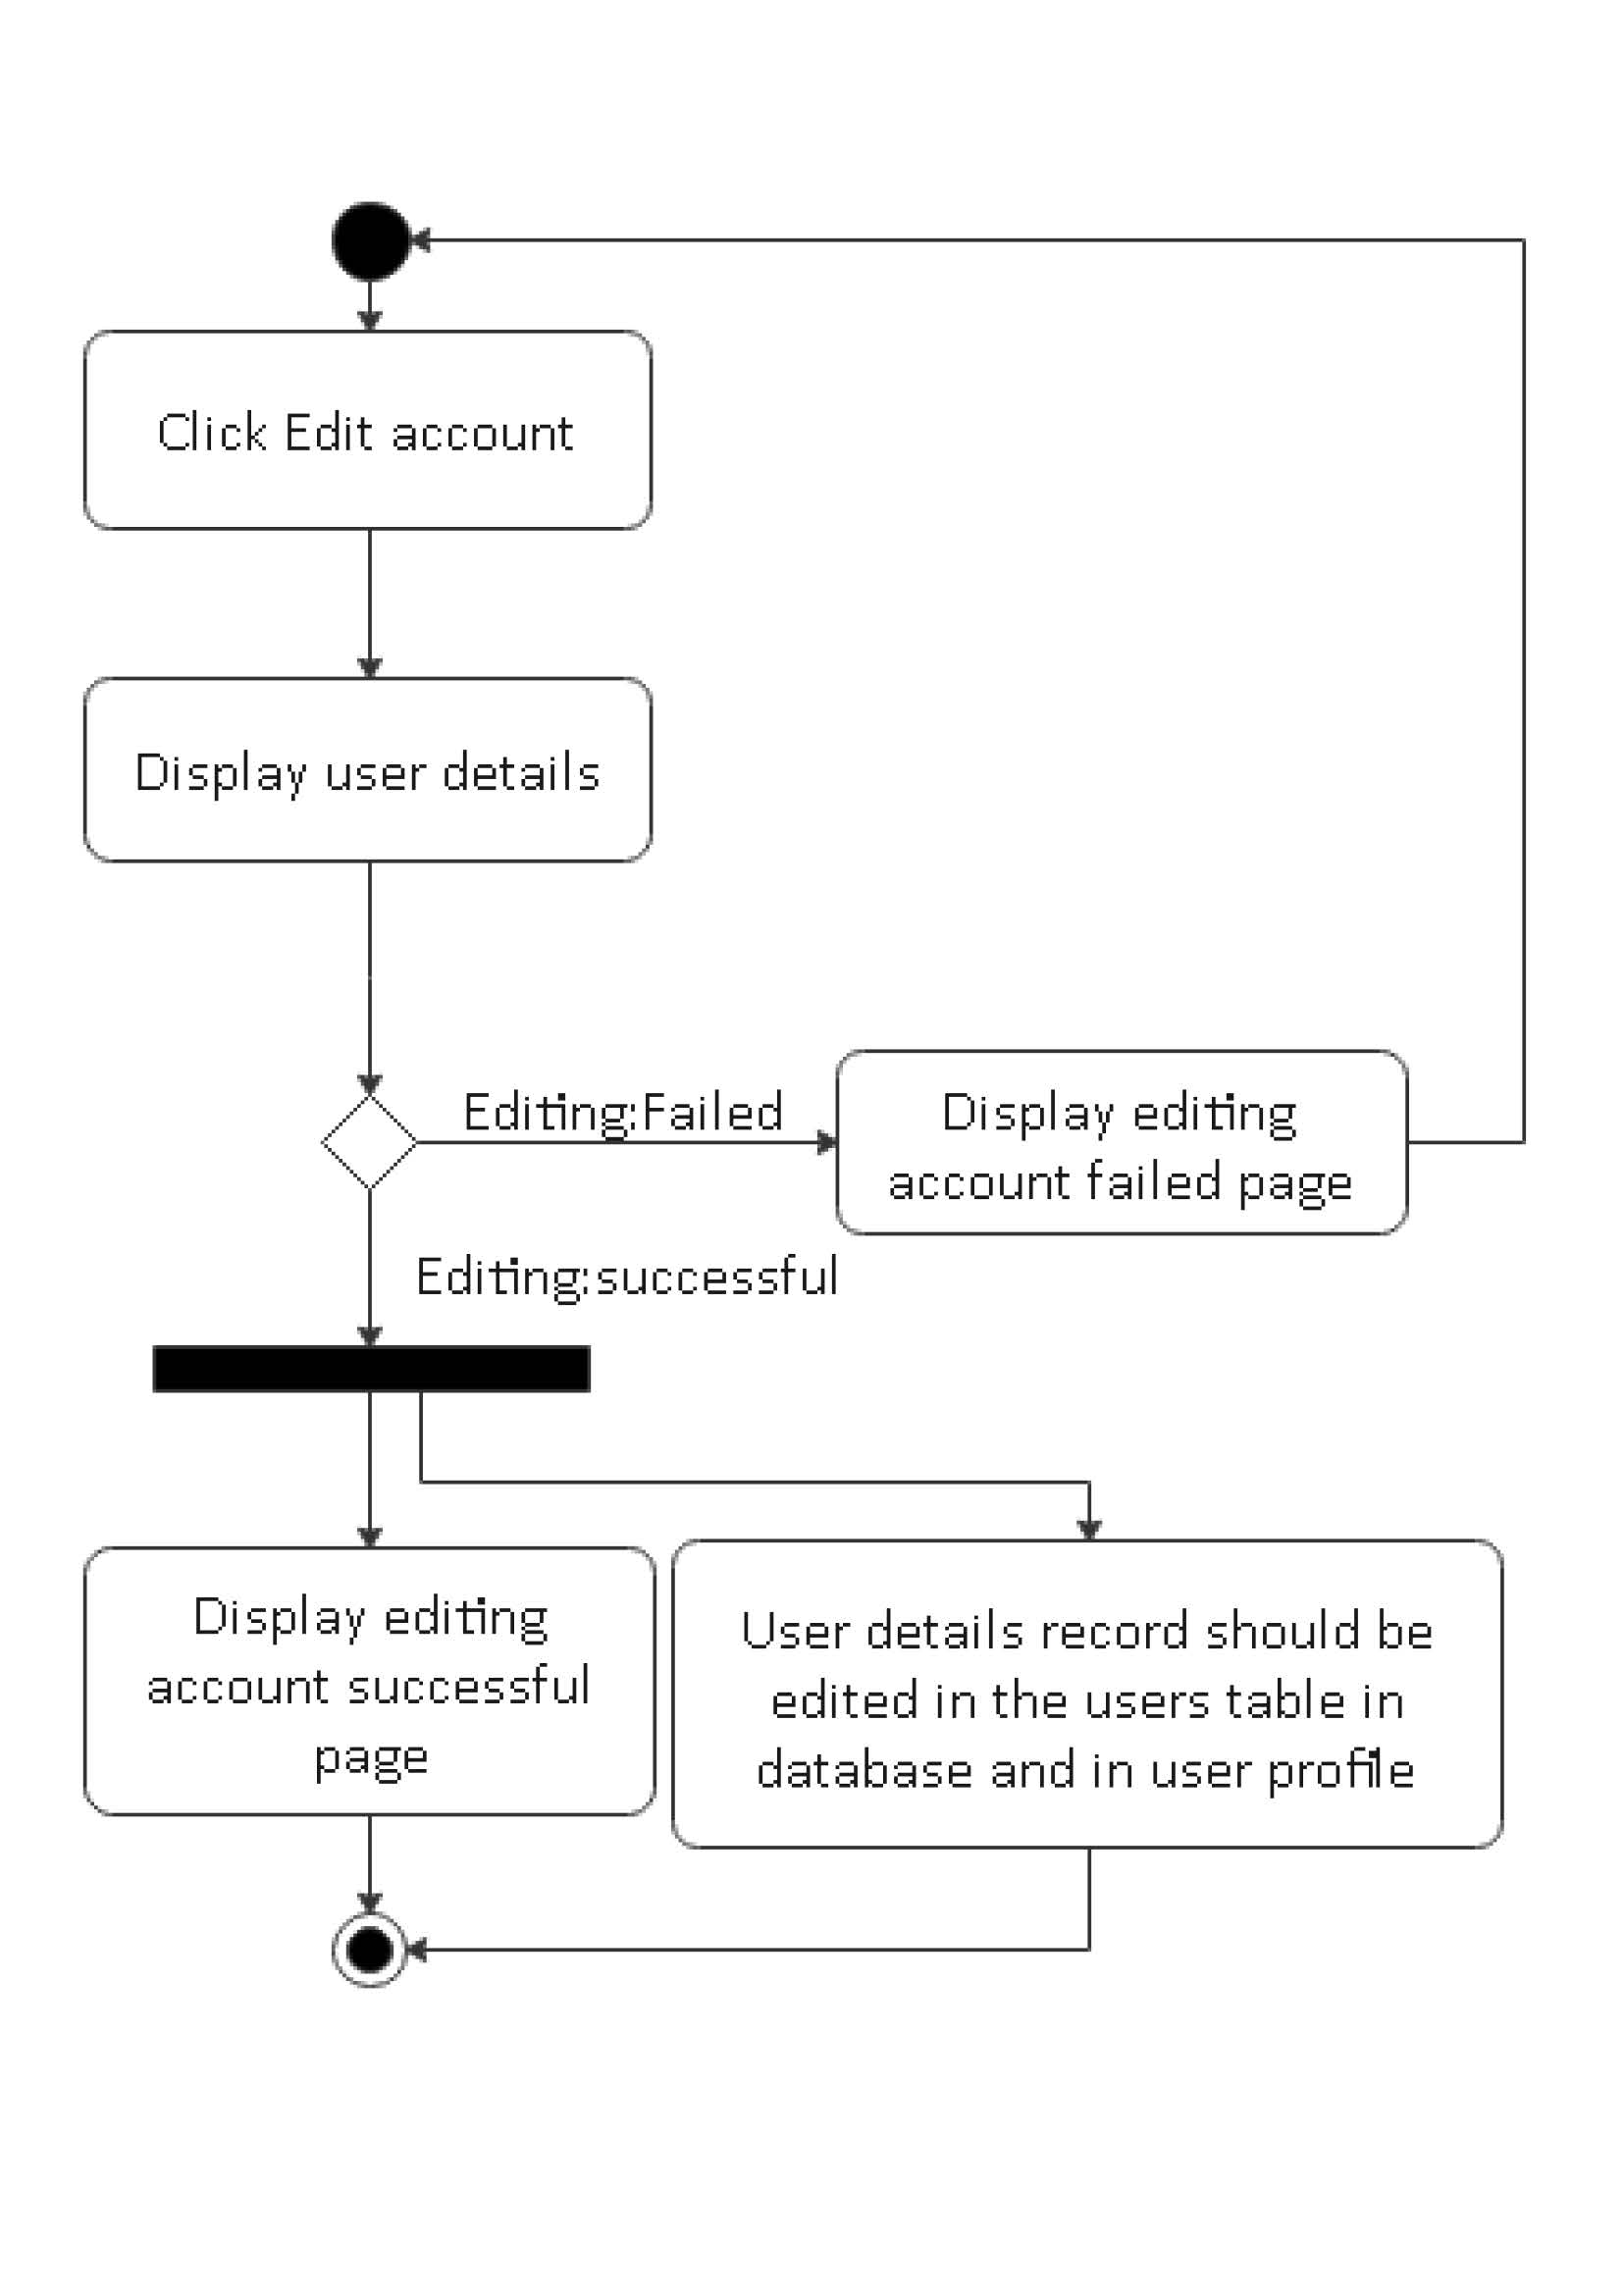 Click Edit account
Display user details
Editing:Failed
Display editing
account failed page
Editing:successful
Display editing
account successful
page
User details record should be
edited in the users table in
database and in user profile